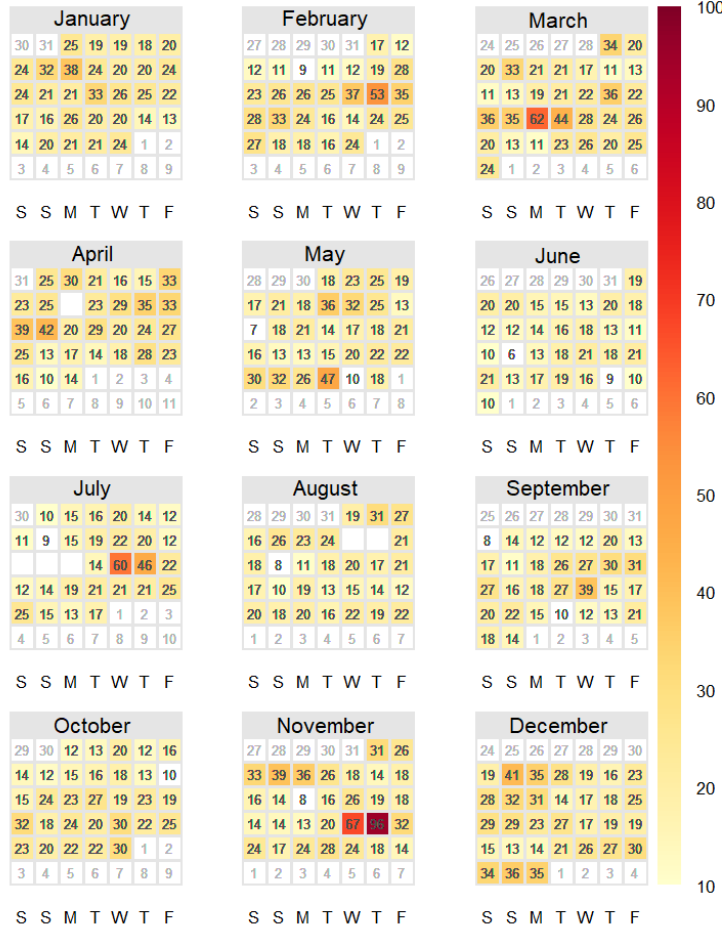 January February March
30 31 25 19 19 18 20 27 28 29 30 31 17 12 24 25 26 27 28 34 20
24 32 38 24 20 20 24 12 11 9 11 12 19 28 20 33 21 21 17 11 13
24 21 21 33 26 25 22 23 26 26 25 37 53 35 11 13 19 21 22 36 22
17 16 26 20 20 14 13 28 33 24 16 14 24 25 36 35 62 44 28 24 26
14 20 21 21 24 1 2 27 18 18 16 24 1 2 20 13 11 23 26 20 25
3 4 5 6 7 8 9 3 4 5 6 7 8 9 24 1 2 3 4 5 6
S S M T W T F S S M T W T F S S M T W T F
April May June
31 25 30 21 16 15 33 28 29 30 18 23 25 19 26 27 28 29 30 31 19
23 25 23 29 35 33 17 21 18 36 32 25 13 20 20 15 15 13 20 18
39 42 20 29 20 24 27 7 18 21 14 17 18 21 12 12 14 16 18 13 11
25 13 17 14 18 28 23 16 13 13 15 20 22 22 10 6 13 18 21 18 21
16 10 14 1 2 3 4 30 32 26 47 10 18 1 21 13 17 19 16 9 10
5 6 7 8 9 10 11 2 3 4 5 6 7 8 10 1 2 3 4 5 6
S S M T W T F S S M T W T F S S M T W T F
July August September
30 10 15 16 20 14 12 28 29 30 31 19 31 27 25 26 27 28 29 30 31
11 9 15 19 22 20 12 16 26 23 24 21 8 14 12 12 12 20 13
14 60 46 22 18 8 11 18 20 17 21 17 11 18 26 27 30 31
12 14 19 21 21 21 25 17 10 19 13 15 14 12 27 16 18 27 39 15 17
25 15 13 17 1 2 3 20 18 20 16 22 19 22 20 22 15 10 12 13 21
4 5 6 7 8 9 10 1 2 3 4 5 6 7 18 14 1 2 3 4 5
S S M T W T F S S M T W T F S S M T W T F
October November December
29 30 12 13 20 12 16 27 28 29 30 31 31 26 24 25 26 27 28 29 30
14 12 15 16 18 13 10 33 39 36 26 18 14 18 19 41 35 28 19 16 23
15 24 23 27 19 23 19 16 14 8 16 26 19 18 28 32 31 14 17 18 25
32 18 24 20 30 22 25 14 14 13 20 67 96 32 29 29 23 27 17 19 19
23 20 22 22 30 1 2 24 17 24 28 24 18 14 15 13 14 21 26 27 30
3 4 5 6 7 8 9 1 2 3 4 5 6 7 34 36 35 1 2 3 4
S S M T W T F S S M T W T F S S M T W T F
100
90
80
70
60
50
40
30
20
10